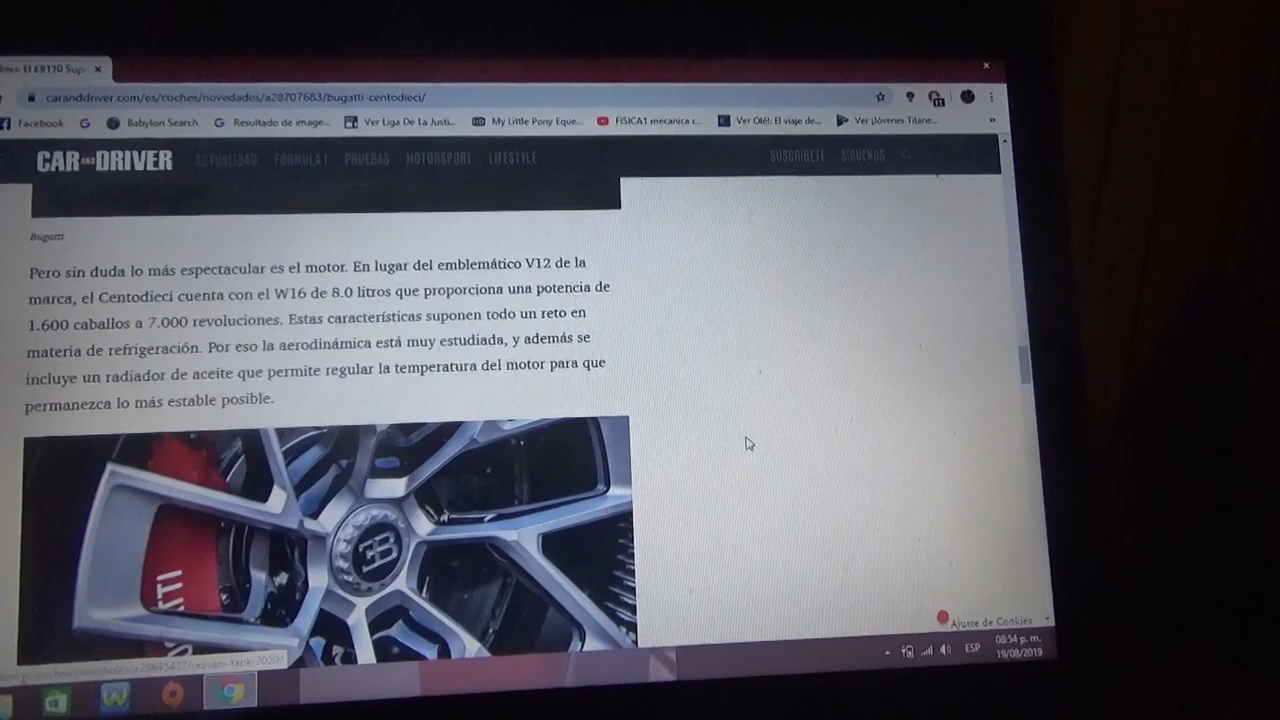 El EB110 Sup
caranddriver.com/es/coches/novedades/a28707683/bugatti-centodieci/
Facebook Babylon Search Resultado de image... Ver Liga De La Justi... My Little Pony Eque... FISICA1 mecanica c... Ver Olé!: El viaje de... Ver ¡Jóvenes Titane... »
CAR AND DRIVER ACTUALIDAD FÓRMULA 1 PRUEBAS MOTORSPORT LIFESTYLE SUSCRÍBETE SÍGUENOS
Bugatti
Pero sin duda lo más espectacular es el motor. En lugar del emblemático V12 de la
marca, el Centodieci cuenta con el W16 de 8.0 litros que proporciona una potencia de
1.600 caballos a 7.000 revoluciones. Estas características suponen todo un reto en
materia de refrigeración. Por eso la aerodinámica está muy estudiada, y además se
incluye un radiador de aceite que permite regular la temperatura del motor para que
permanezca lo más estable posible.
EB
TTI
Ajuste de Cookies
ESP 08:54 p. m.
19/08/2019